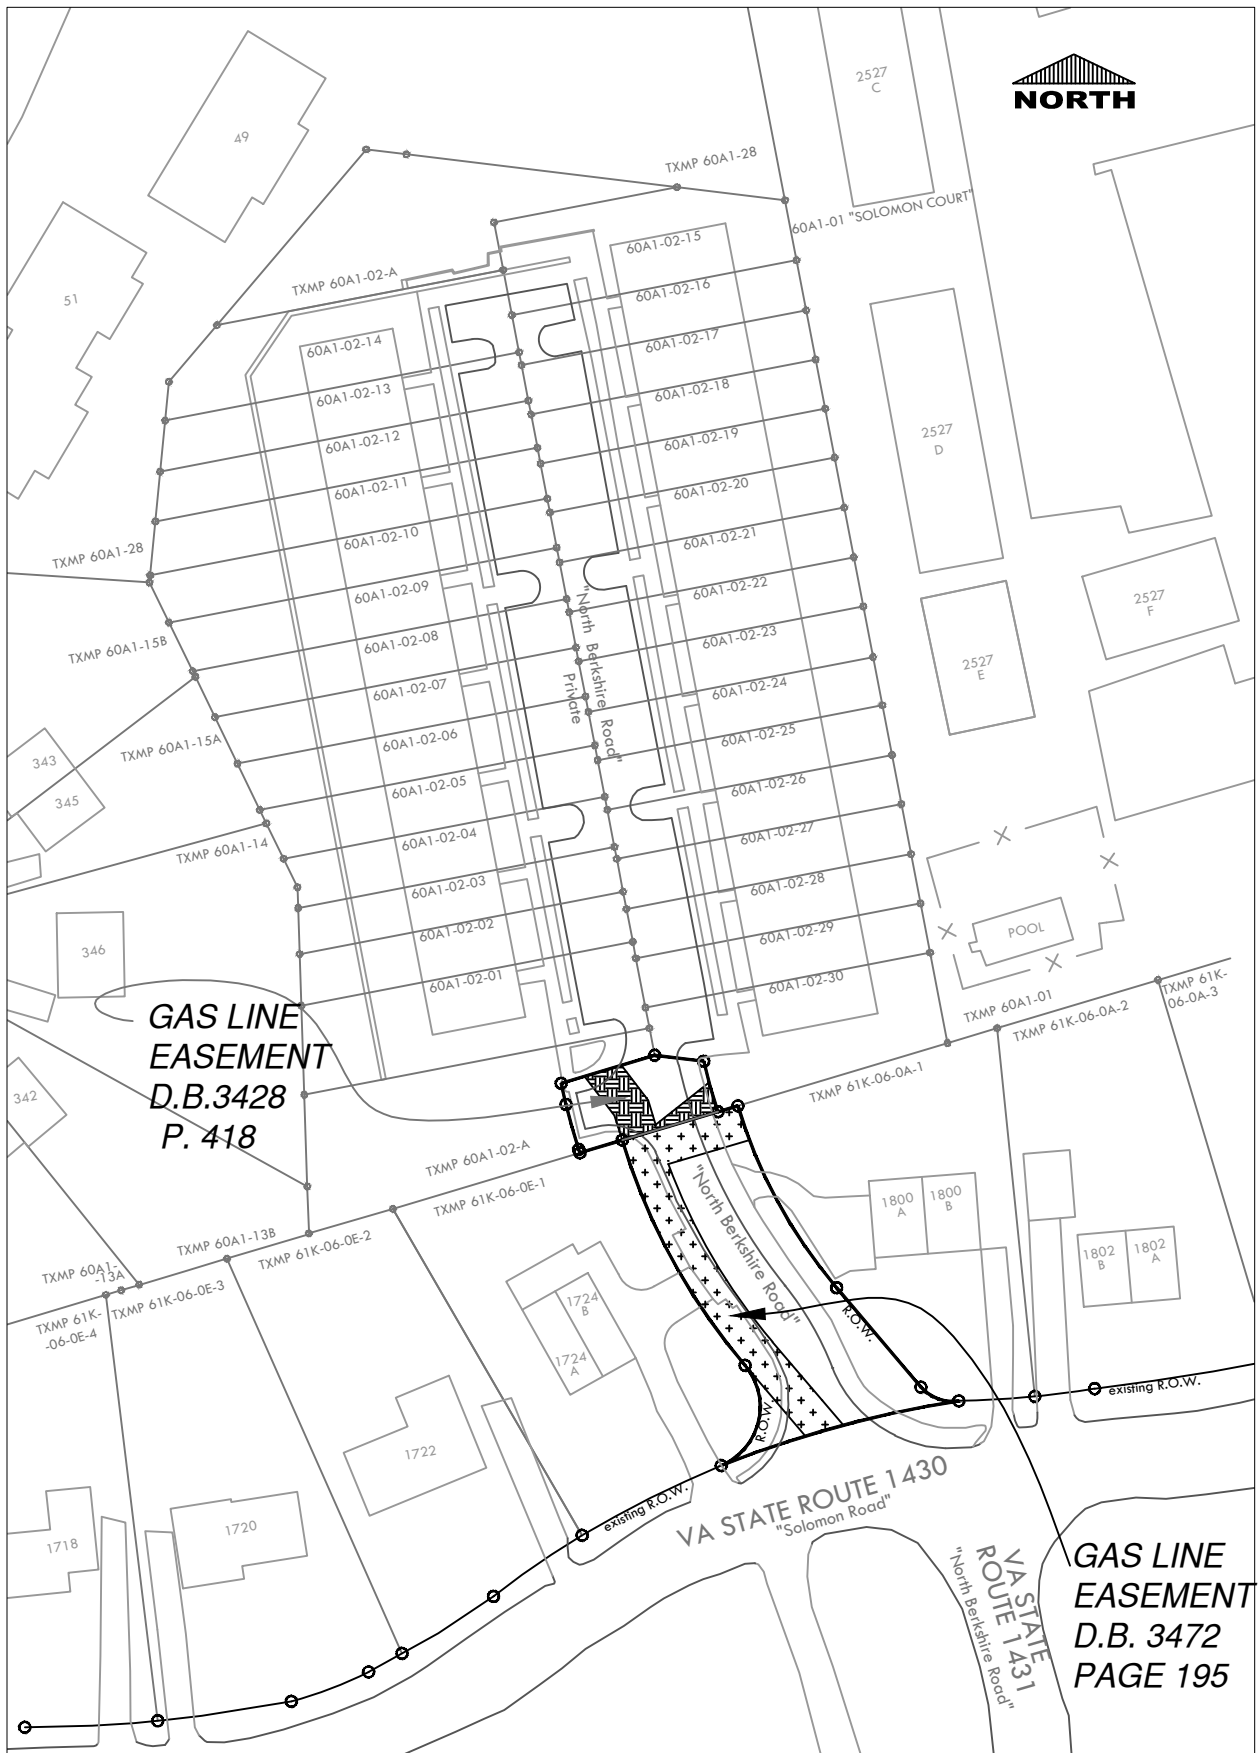 2527
C
NORTH
49
TXMP 60A1-28
60A1-01 "SOLOMON COURT"
60A1-02-15
TXMP 60A1-02-A
51
60A1-02-16
60A1-02-14
60A1-02-17
60A1-02-13
60A1-02-18
60A1-02-12
60A1-02-19
2527
D
60A1-02-11
60A1-02-20
60A1-02-10
60A1-02-21
TXMP 60A1-28
60A1-02-09
60A1-02-22
2527
F
60A1-02-08
60A1-02-23
TXMP 60A1-15B
2527
E
60A1-02-07
60A1-02-24
"North Berkshire Road"
Private
60A1-02-06
60A1-02-25
TXMP 60A1-15A
343
345
60A1-02-05
60A1-02-26
60A1-02-04
60A1-02-27
TXMP 60A1-14
60A1-02-03
60A1-02-28
60A1-02-02
60A1-02-29
POOL
346
60A1-02-01
60A1-02-30
TXMP 61K-
06-0A-3
TXMP 60A1-01
TXMP 61K-06-0A-2
GAS LINE
EASEMENT
D.B.3428
P. 418
342
TXMP 61K-06-0A-1
TXMP 60A1-02-A
TXMP 61K-06-0E-1
"North Berkshire Road"
1800
A
1800
B
TXMP 60A1-13B
TXMP 61K-06-0E-2
1802
B
1802
A
TXMP 60A1-
-13A
TXMP 61K-06-0E-3
TXMP 61K-
-06-0E-4
1724
B
1724
A
R.O.W.
existing R.O.W.
R.O.W.
1722
existing R.O.W.
VA STATE ROUTE 1430
"Solomon Road"
1720
1718
VA STATE
ROUTE 1431
"North Berkshire Road"
GAS LINE
EASEMENT
D.B. 3472
PAGE 195